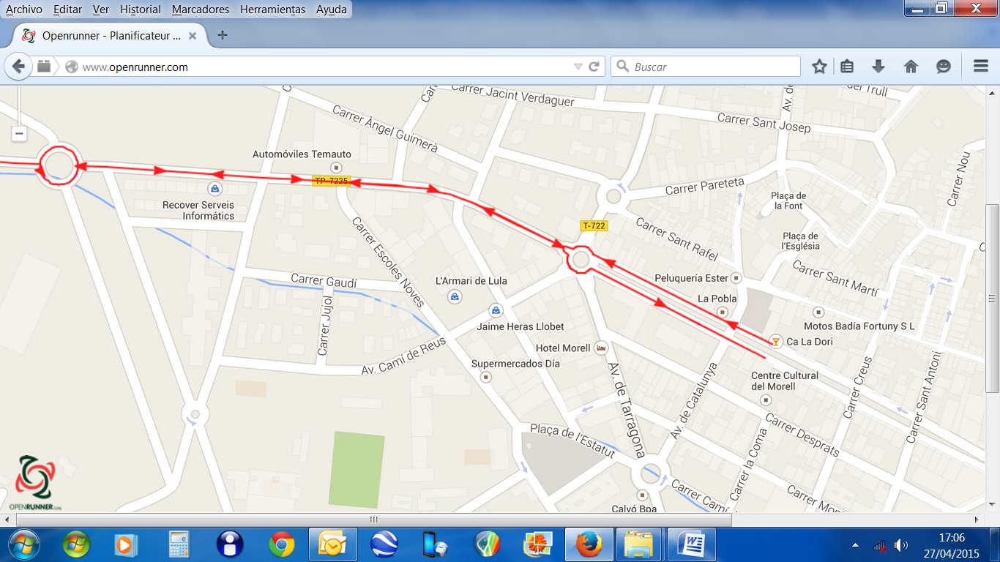 Archivo Editar Ver Historial Marcadores Herramientas Ayuda
Openrunner - Planificateur ...
www.openrunner.com
Buscar
Carrer Jacint Verdaguer
del Trull
Av. de
Carrer Sant Josep
Carrer Àngel Guimerà
Automóviles Temauto
TP-7225
Recover Serveis
Informátics
Carrer Pareteta
Carrer Nou
Plaça de
la Font
T-722
Carrer Sant Rafel
Plaça de
l'Església
Carrer Escoles Noves
Carrer Sant Martí
Carrer Gaudí
L'Armari de Lula
Peluquería Ester
La Pobla
Carrer Jujol
Jaime Heras Llobet
Motos Badía Fortuny S L
Ca La Dori
Hotel Morell
Av. Camí de Reus
Supermercados Día
Centre Cultural
del Morell
Carrer Creus
Carrer Sant Antoni
Av. de Tarragona
Av. de Catalunya
Plaça de l'Estatut
Carrer Desprats
Carrer la Coma
Carrer Camí
Carrer Mon
Calvó Bpa
OPENRUNNER.com
17:06
27/04/2015